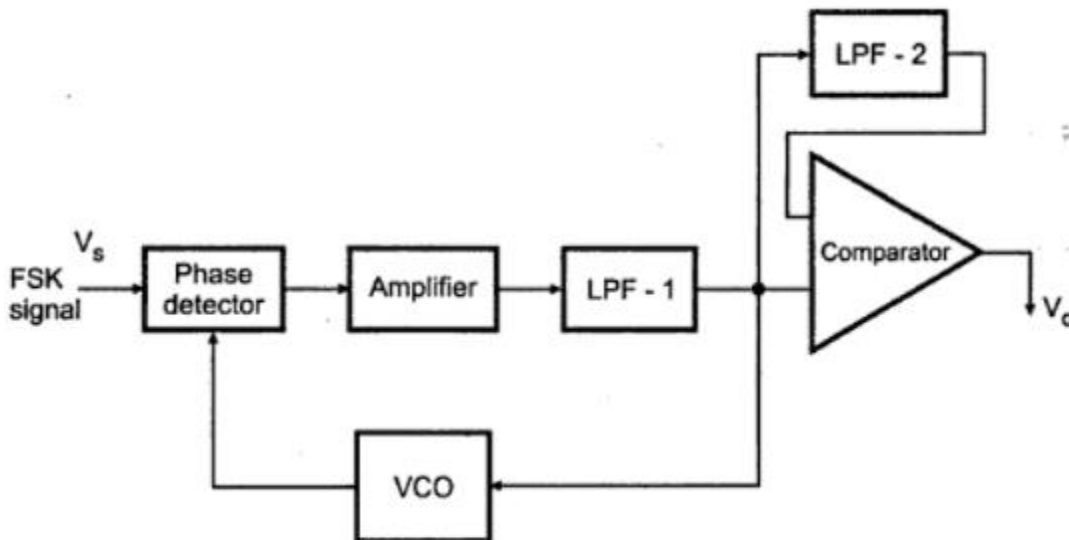 LPF - 2
Comparator
V_s
FSK
signal
Phase
detector
Amplifier
LPF - 1
VCO